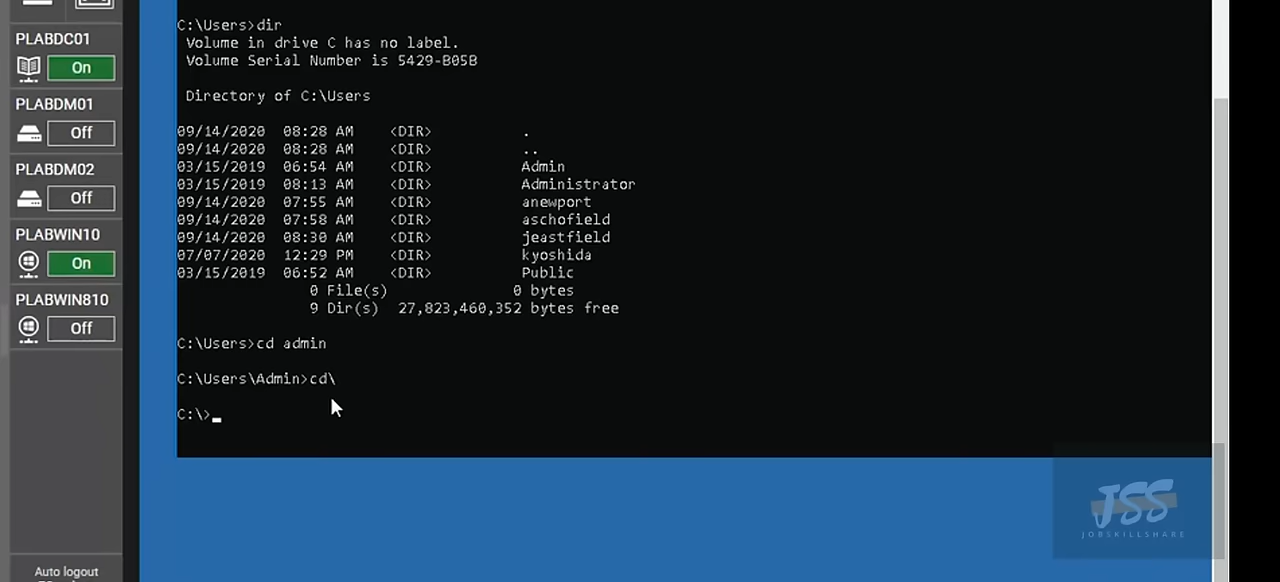 PLABDC01
On
PLABDM01
Off
PLABDM02
Off
PLABWIN10
On
PLABWIN810
Off
Auto logout
C:\Users>dir
 Volume in drive C has no label.
 Volume Serial Number is 5429-B05B
 Directory of C:\Users
09/14/2020  08:28 AM    <DIR>          .
09/14/2020  08:28 AM    <DIR>          ..
03/15/2019  06:54 AM    <DIR>          Admin
03/15/2019  08:13 AM    <DIR>          Administrator
09/14/2020  07:55 AM    <DIR>          anewport
09/14/2020  07:58 AM    <DIR>          aschofield
09/14/2020  08:30 AM    <DIR>          jeastfield
07/07/2020  12:29 PM    <DIR>          kyoshida
03/15/2019  06:52 AM    <DIR>          Public
               0 File(s)              0 bytes
               9 Dir(s)  27,823,460,352 bytes free
C:\Users>cd admin
C:\Users\Admin>cd\
C:\>
JSS
JOBSKILLSHARE